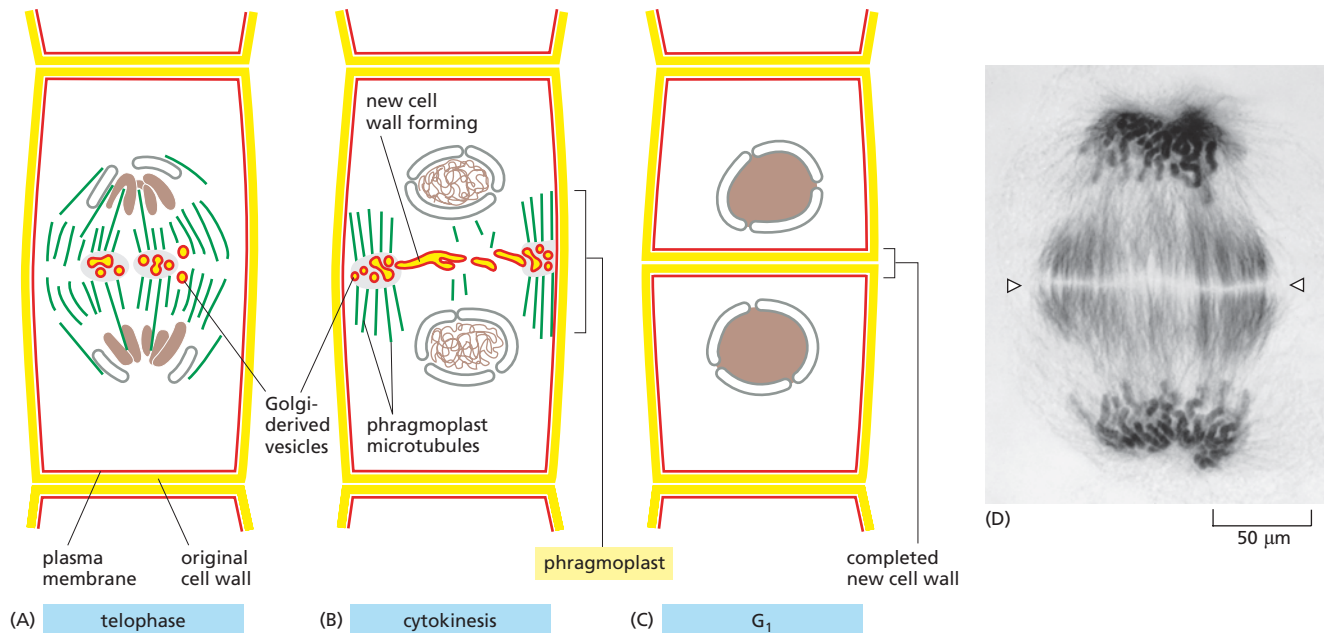 new cell
wall forming
Golgi-
derived
vesicles
phragmoplast
microtubules
plasma
membrane
original
cell wall
phragmoplast
completed
new cell wall
(A) telophase
(B) cytokinesis
(C) G₁
(D)
50 μm